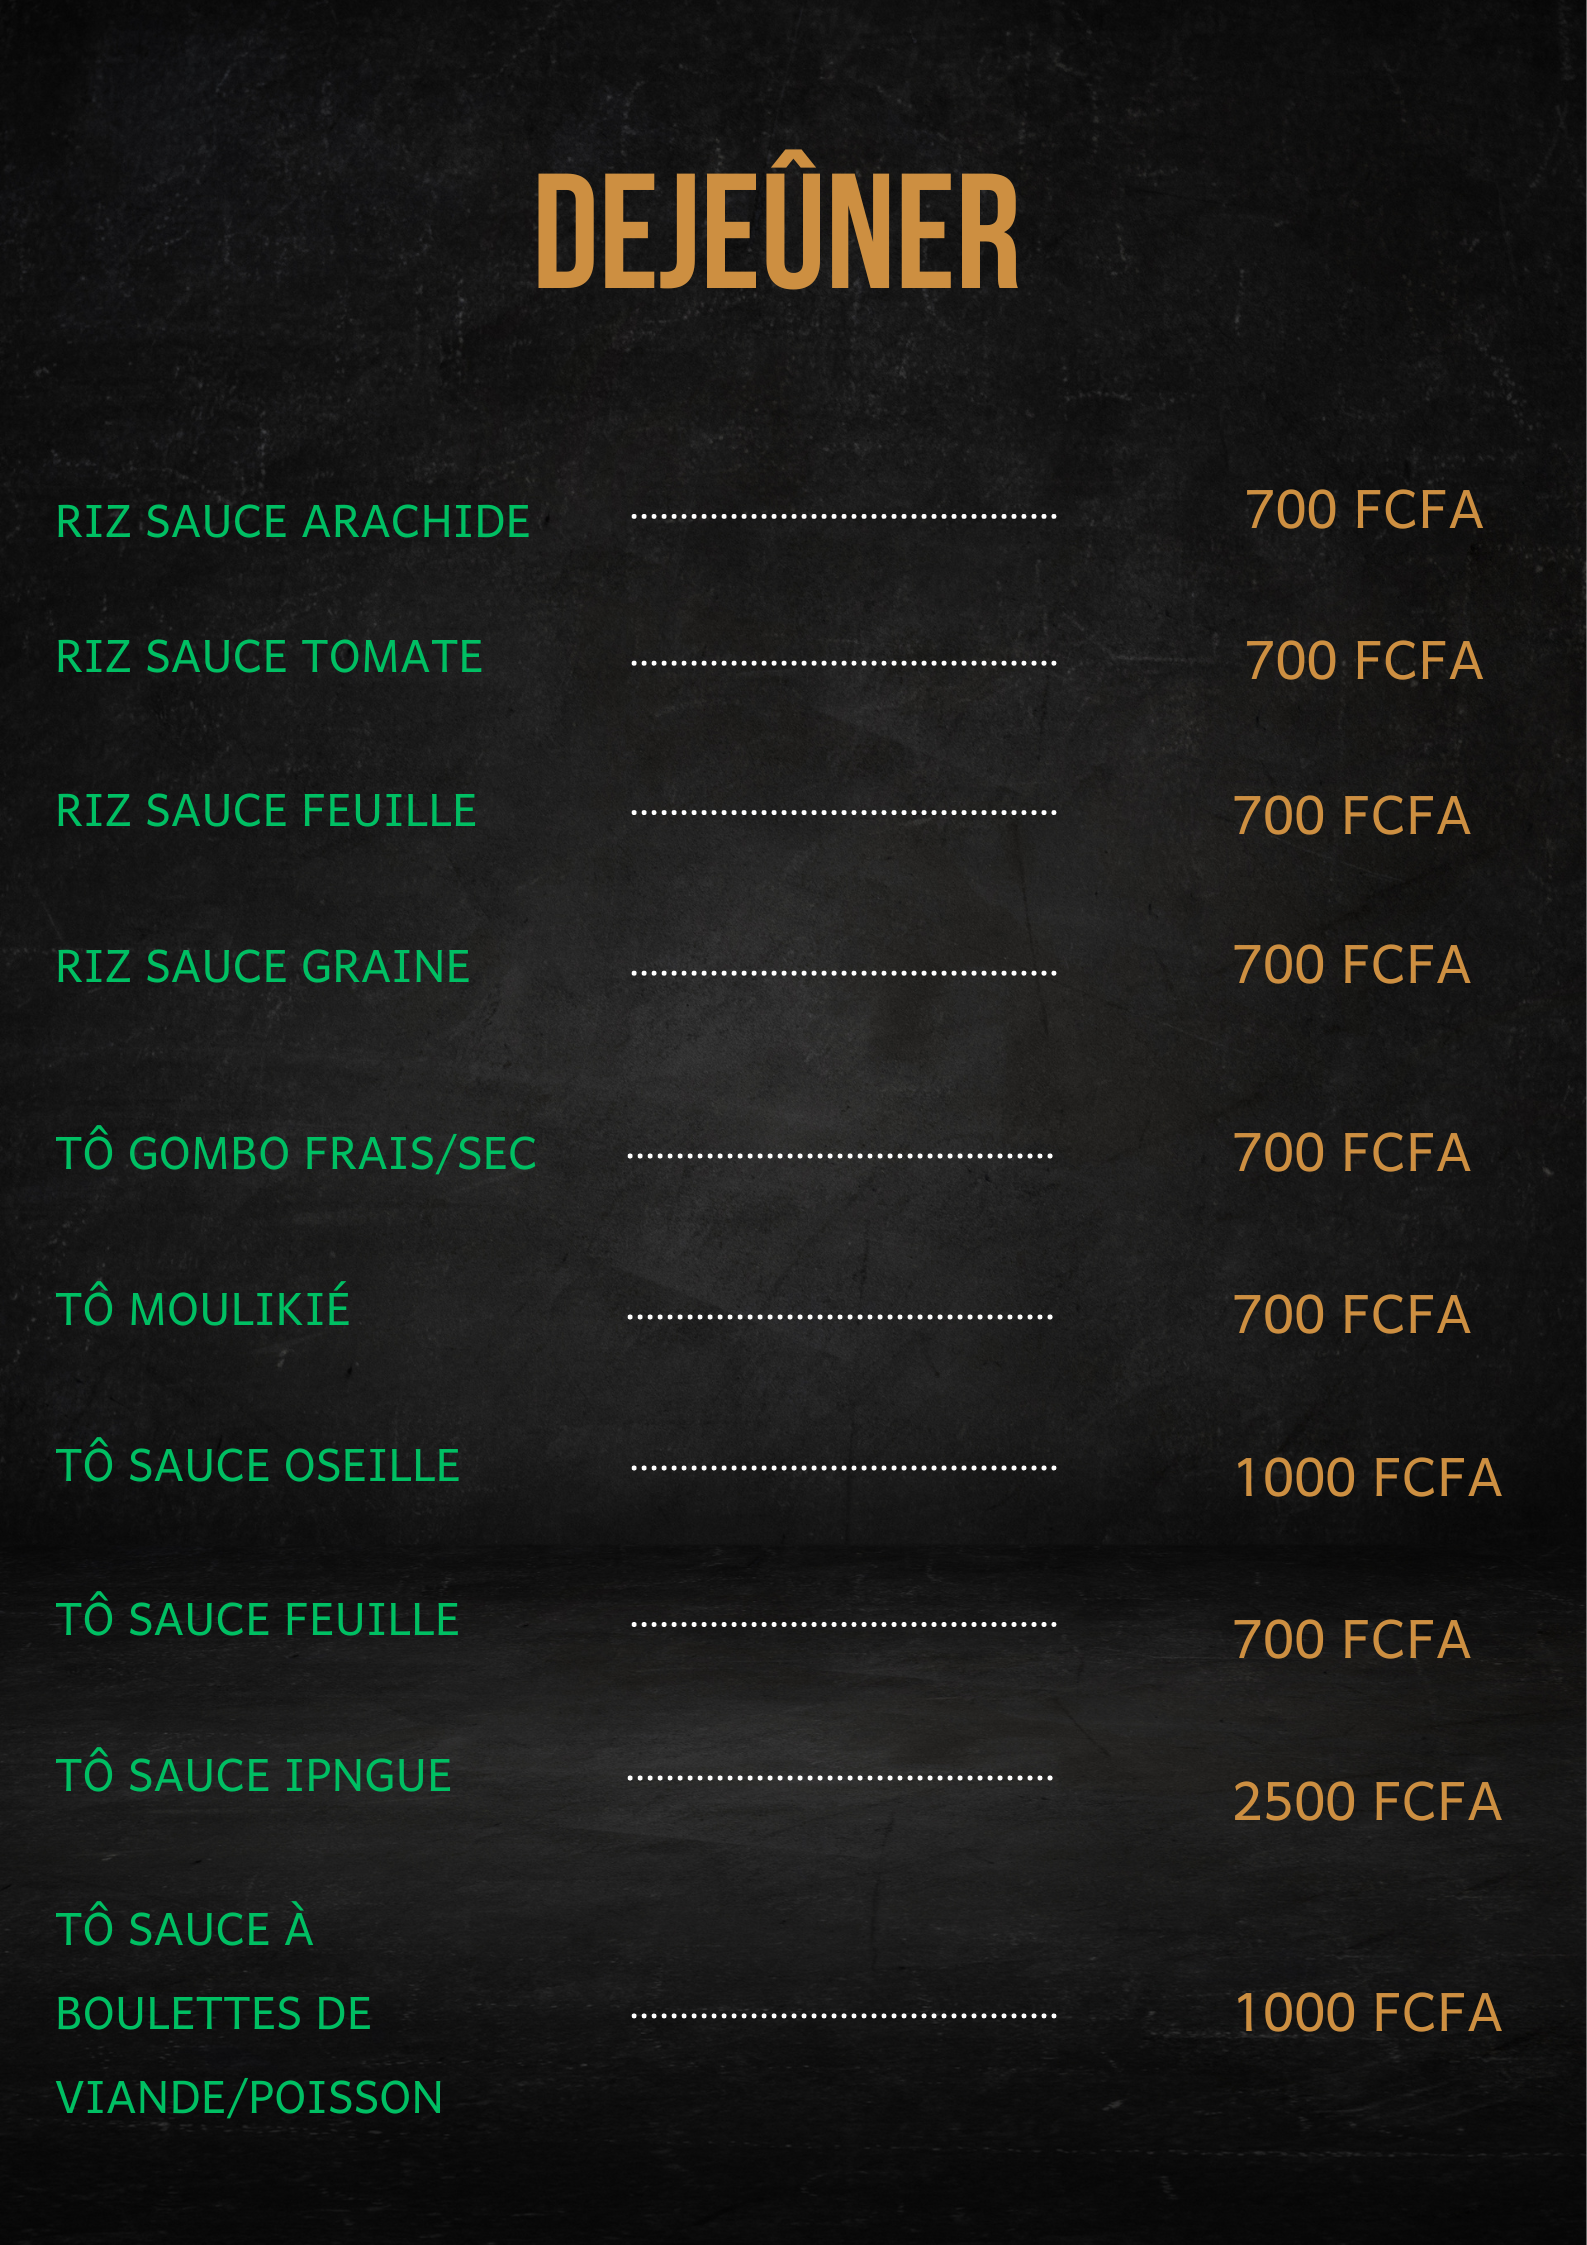 DEJEÛNER
RIZ SAUCE ARACHIDE ........................................... 700 FCFA
RIZ SAUCE TOMATE ........................................... 700 FCFA
RIZ SAUCE FEUILLE ........................................... 700 FCFA
RIZ SAUCE GRAINE ........................................... 700 FCFA
TÔ GOMBO FRAIS/SEC ........................................... 700 FCFA
TÔ MOULIKIÉ ........................................... 700 FCFA
TÔ SAUCE OSEILLE ........................................... 1000 FCFA
TÔ SAUCE FEUILLE ........................................... 700 FCFA
TÔ SAUCE IPNGUE ........................................... 2500 FCFA
TÔ SAUCE À
BOULETTES DE ........................................... 1000 FCFA
VIANDE/POISSON